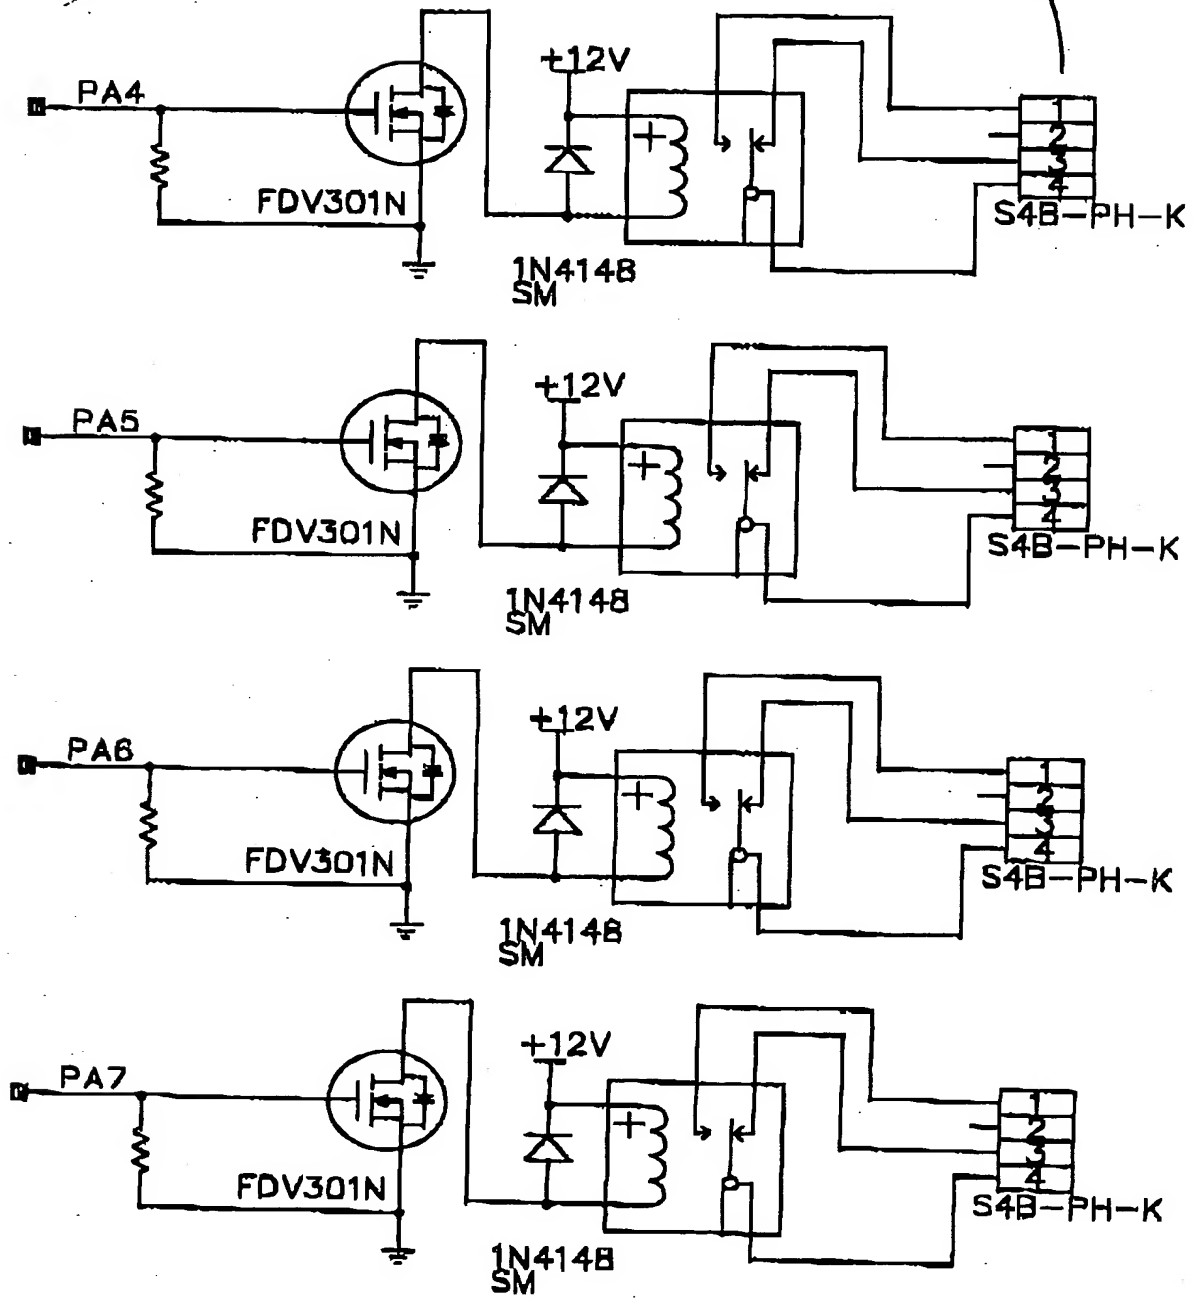 PA4
+12V
+
FDV301N
1N4148
SM
1
2
3
4
S4B-PH-K
PA5
+12V
+
FDV301N
1N4148
SM
1
2
3
4
S4B-PH-K
PA6
+12V
+
FDV301N
1N4148
SM
1
2
3
4
S4B-PH-K
PA7
+12V
+
FDV301N
1N4148
SM
1
2
3
4
S4B-PH-K